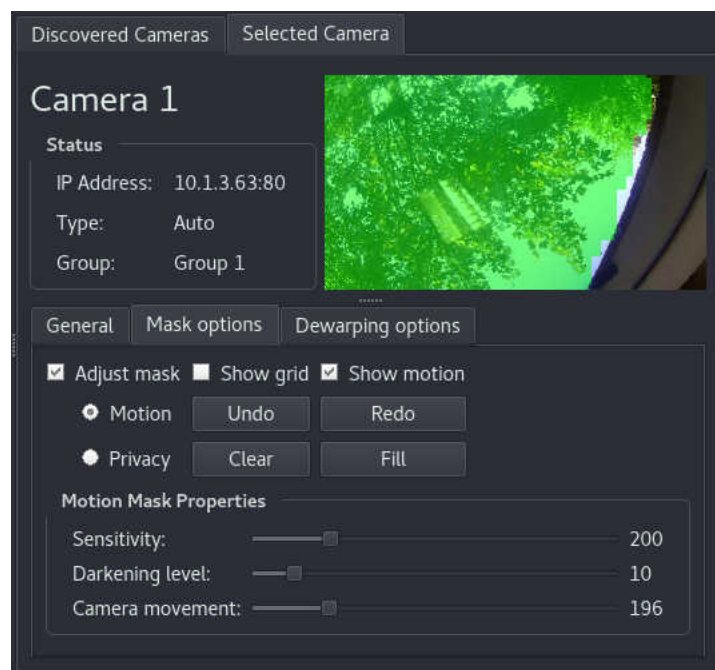 Discovered Cameras Selected Camera
Camera 1
Status
IP Address: 10.1.3.63:80
Type: Auto
Group: Group 1
General Mask options Dewarping options
Adjust mask Show grid Show motion
Motion Undo Redo
Privacy Clear Fill
Motion Mask Properties
Sensitivity: 200
Darkening level: 10
Camera movement: 196